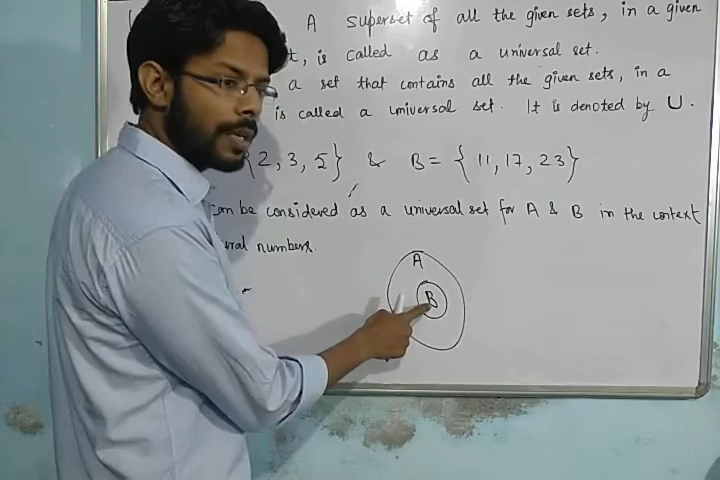 A superset of all the given sets, in a given
t, is called as a universal set.
a set that contains all the given sets, in a
is called a universal set. It is denoted by U.
{2, 3, 5} & B = {11, 17, 23}
can be considered as a universal set for A & B in the context
ral numbers.
A
B